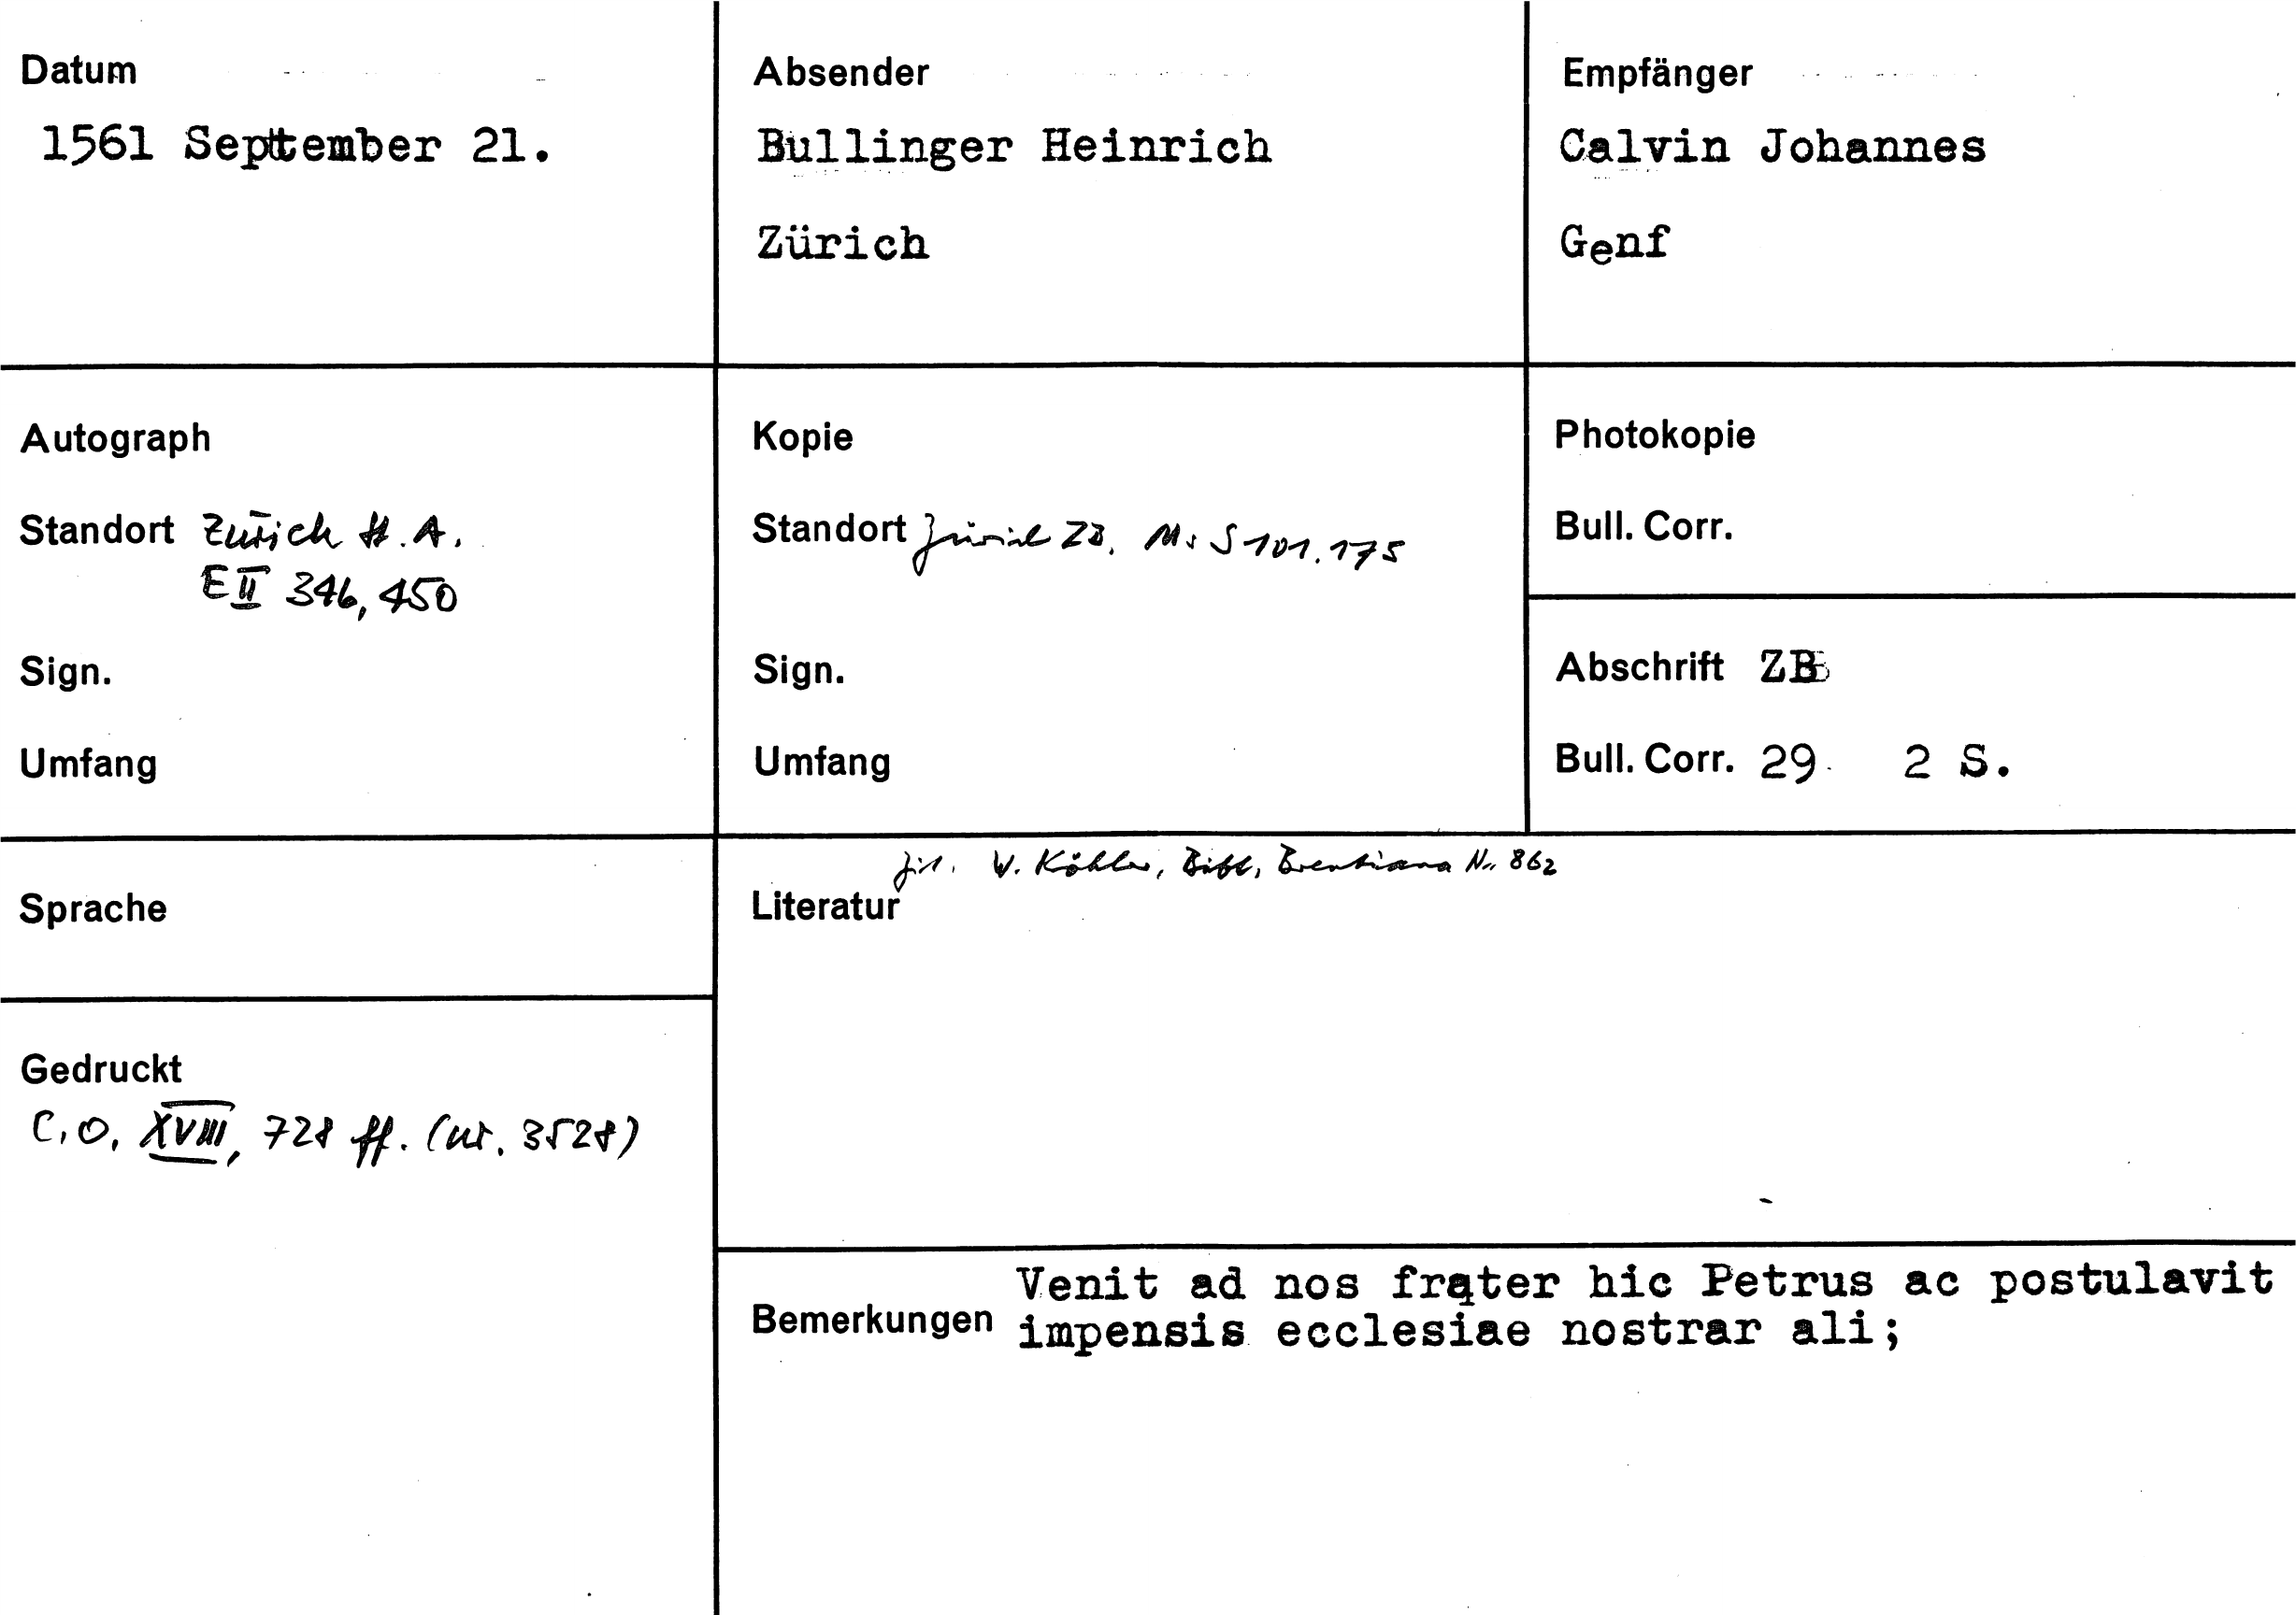 Datum
1561 September 21.
Absender
Bullinger Heinrich
Zürich
Empfänger
Calvin Johannes
Genf
Autograph
Standort Zürich St.A.
E II 346, 450
Sign.
Umfang
Kopie
Standort Zürich ZB, Ms S 101.175
Sign.
Umfang
Photokopie
Bull. Corr.
Abschrift ZB
Bull. Corr. 29 2 S.
Sprache
Gedruckt
C.O. XVIII, 728 ff. (Nr. 3528)
Zit. W. Köhler, Bibl. Brentiana Nr. 862
Literatur
Venit ad nos frater hic Petrus ac postulavit
Bemerkungen impensis ecclesiae nostrar ali;